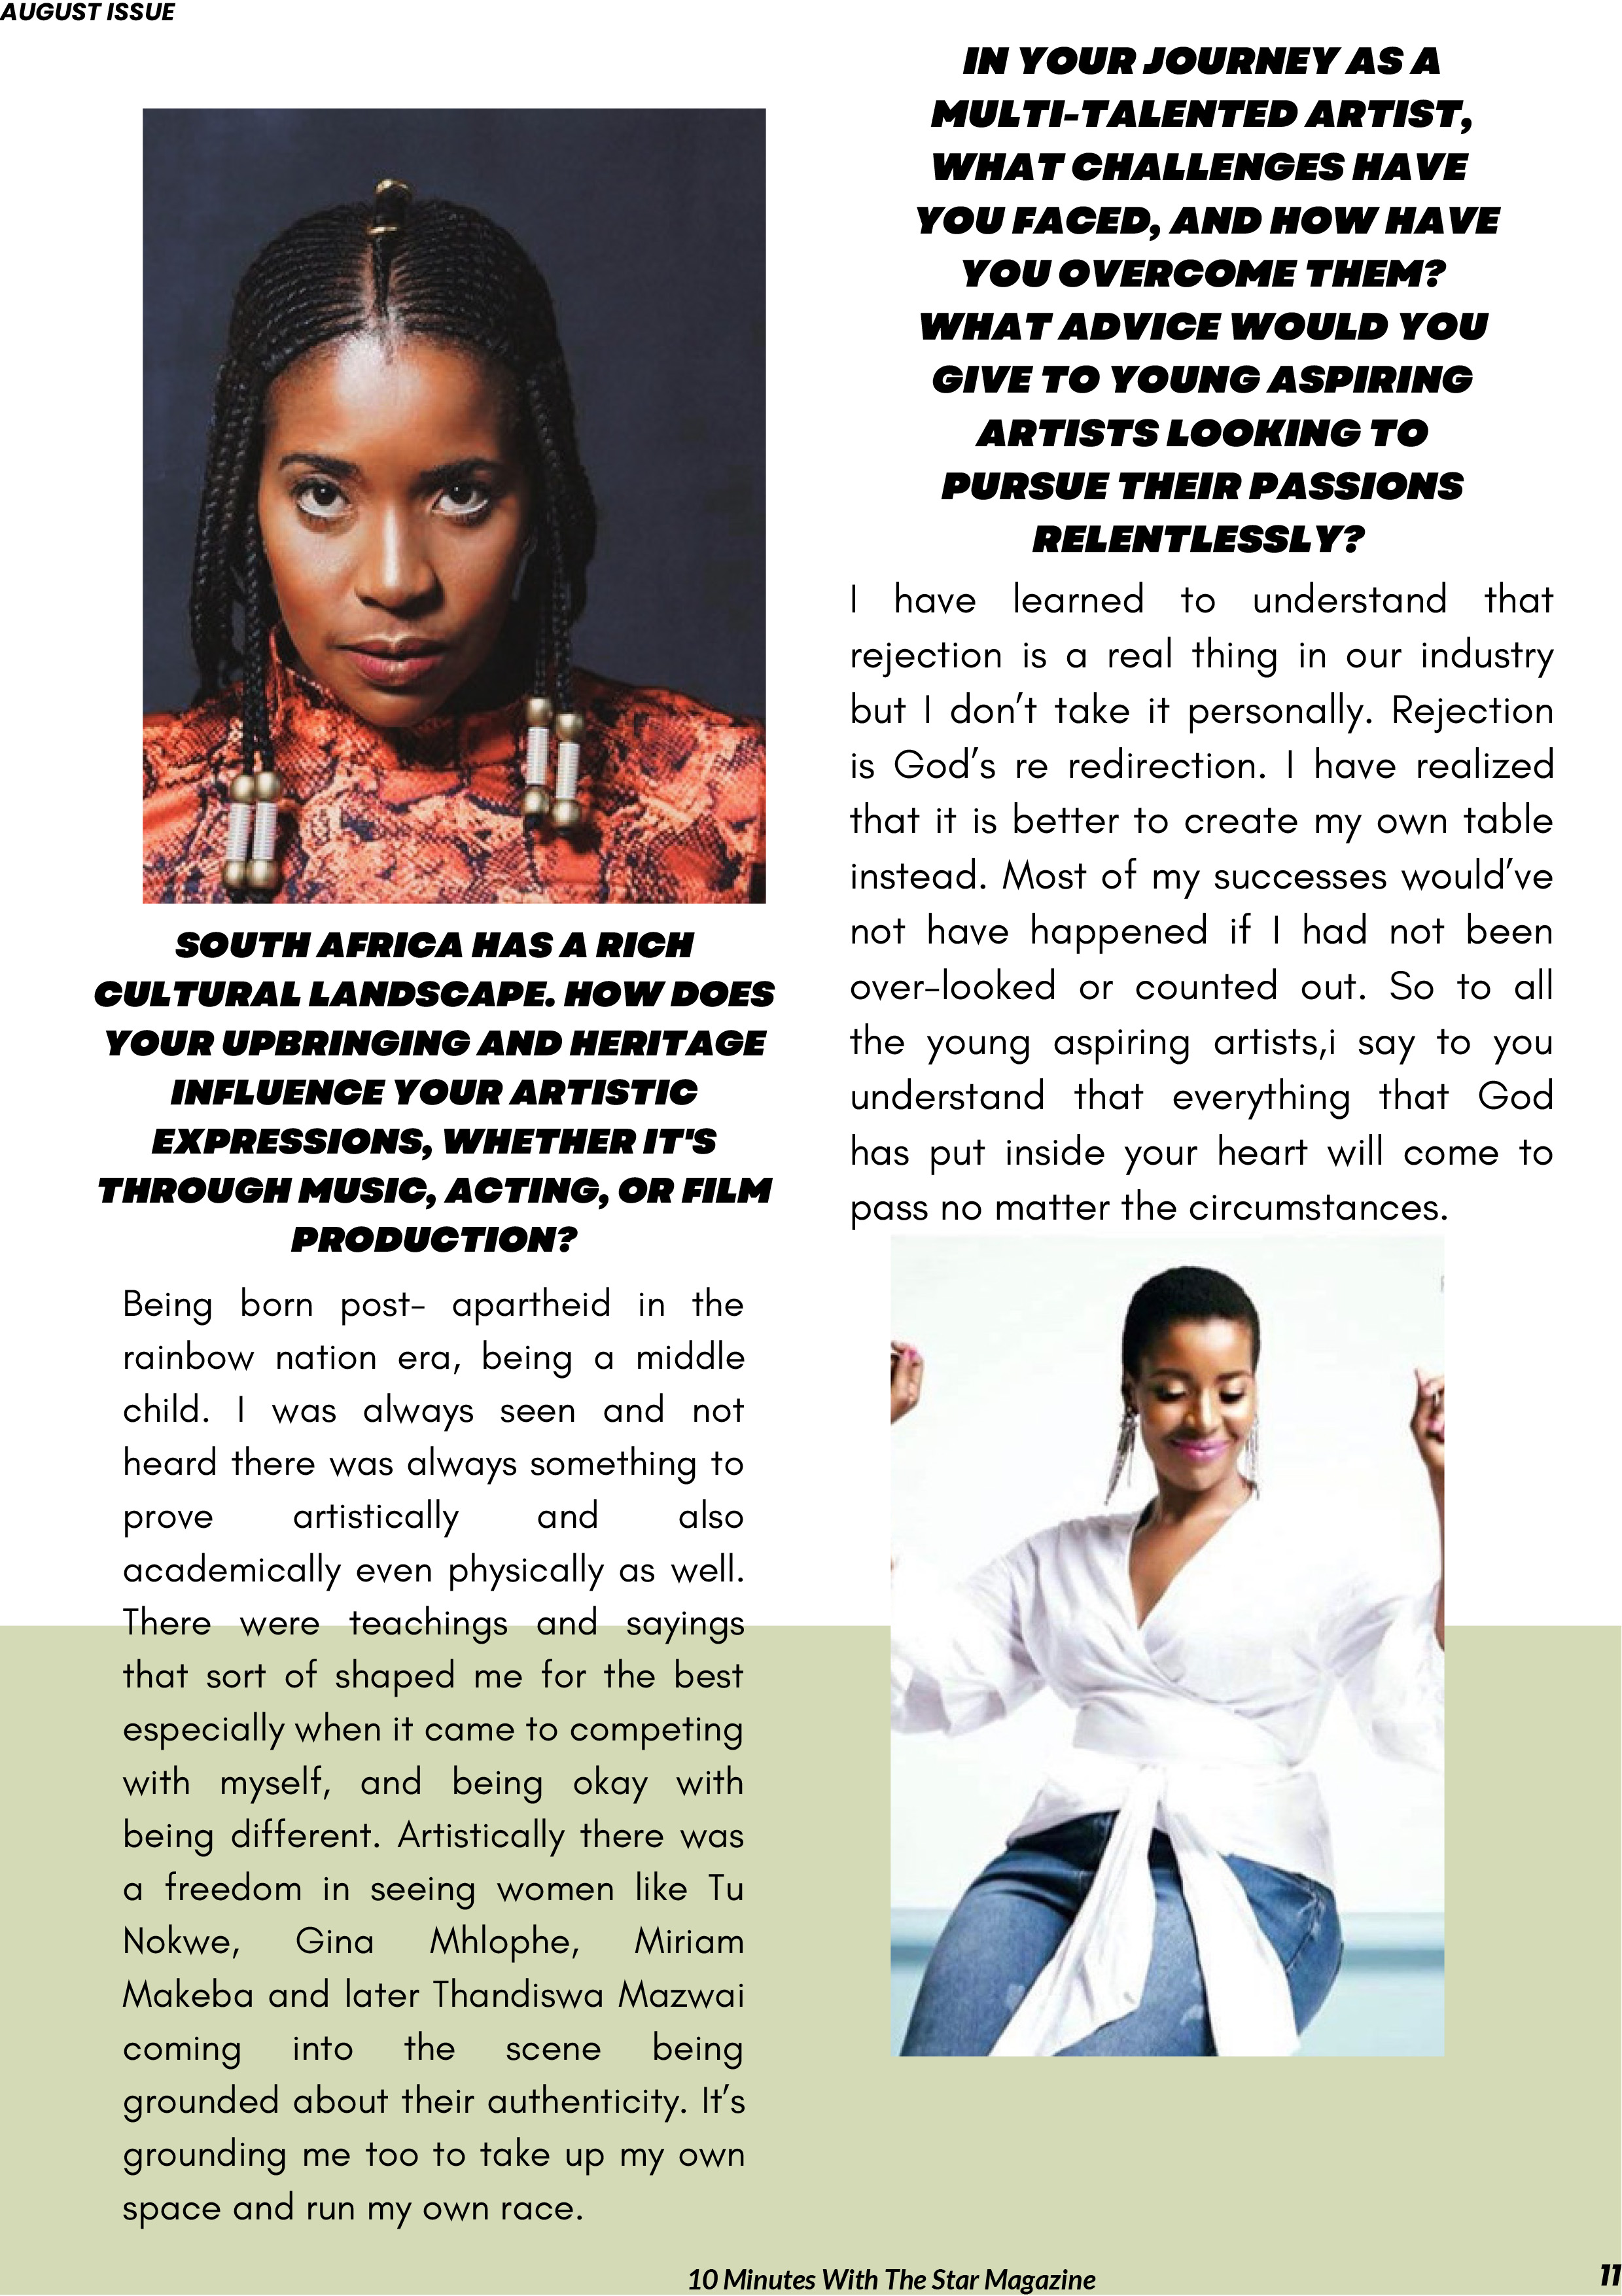 AUGUST ISSUE
SOUTH AFRICA HAS A RICH
CULTURAL LANDSCAPE. HOW DOES
YOUR UPBRINGING AND HERITAGE
INFLUENCE YOUR ARTISTIC
EXPRESSIONS, WHETHER IT'S
THROUGH MUSIC, ACTING, OR FILM
PRODUCTION?
Being born post- apartheid in the
rainbow nation era, being a middle
child. I was always seen and not
heard there was always something to
prove artistically and also
academically even physically as well.
There were teachings and sayings
that sort of shaped me for the best
especially when it came to competing
with myself, and being okay with
being different. Artistically there was
a freedom in seeing women like Tu
Nokwe, Gina Mhlophe, Miriam
Makeba and later Thandiswa Mazwai
coming into the scene being
grounded about their authenticity. It’s
grounding me too to take up my own
space and run my own race.
IN YOUR JOURNEY AS A
MULTI-TALENTED ARTIST,
WHAT CHALLENGES HAVE
YOU FACED, AND HOW HAVE
YOU OVERCOME THEM?
WHAT ADVICE WOULD YOU
GIVE TO YOUNG ASPIRING
ARTISTS LOOKING TO
PURSUE THEIR PASSIONS
RELENTLESSLY?
I have learned to understand that
rejection is a real thing in our industry
but I don’t take it personally. Rejection
is God’s re redirection. I have realized
that it is better to create my own table
instead. Most of my successes would’ve
not have happened if I had not been
over-looked or counted out. So to all
the young aspiring artists,i say to you
understand that everything that God
has put inside your heart will come to
pass no matter the circumstances.
10 Minutes With The Star Magazine
11